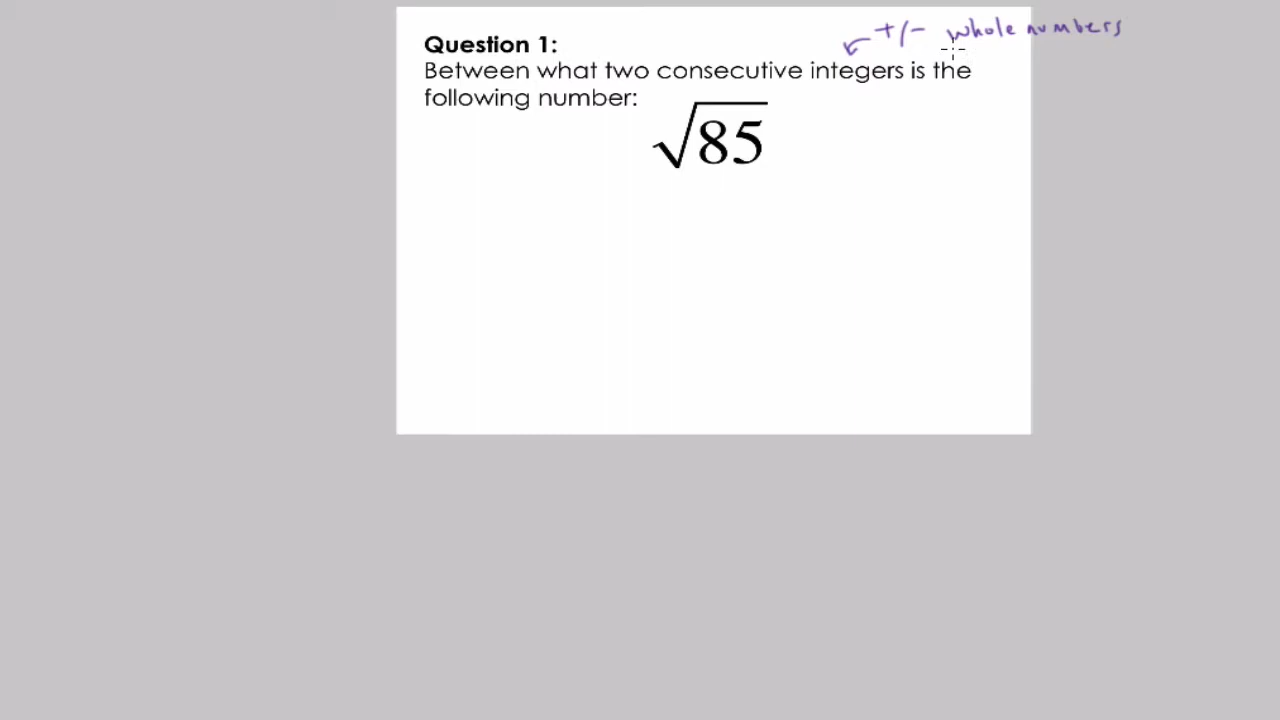 +/- whole numbers
Question 1:
Between what two consecutive integers is the
following number:
√85